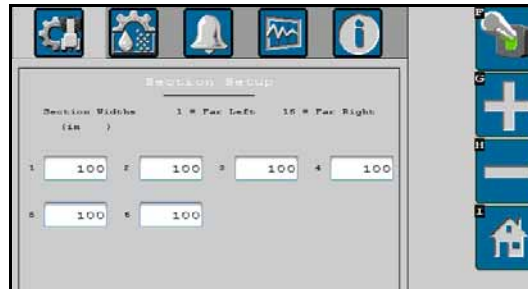 F
Section Setup
G
Section Widths 1 = Far Left 16 = Far Right
(in )
H
1 100 2 100 3 100 4 100
I
5 100 6 100